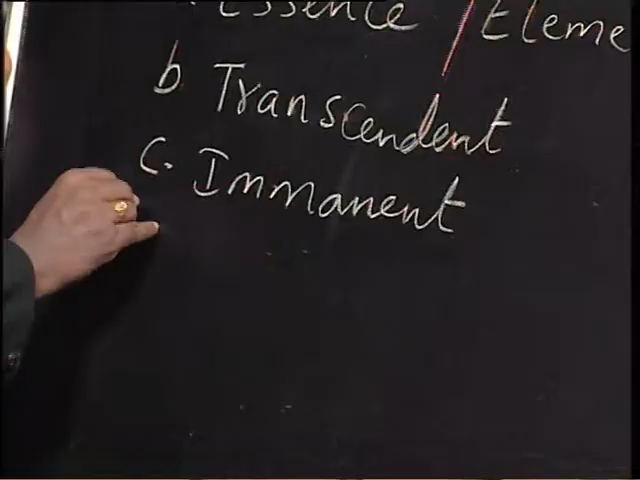 . Essence / Eleme
b Transcendent
c. Immanent